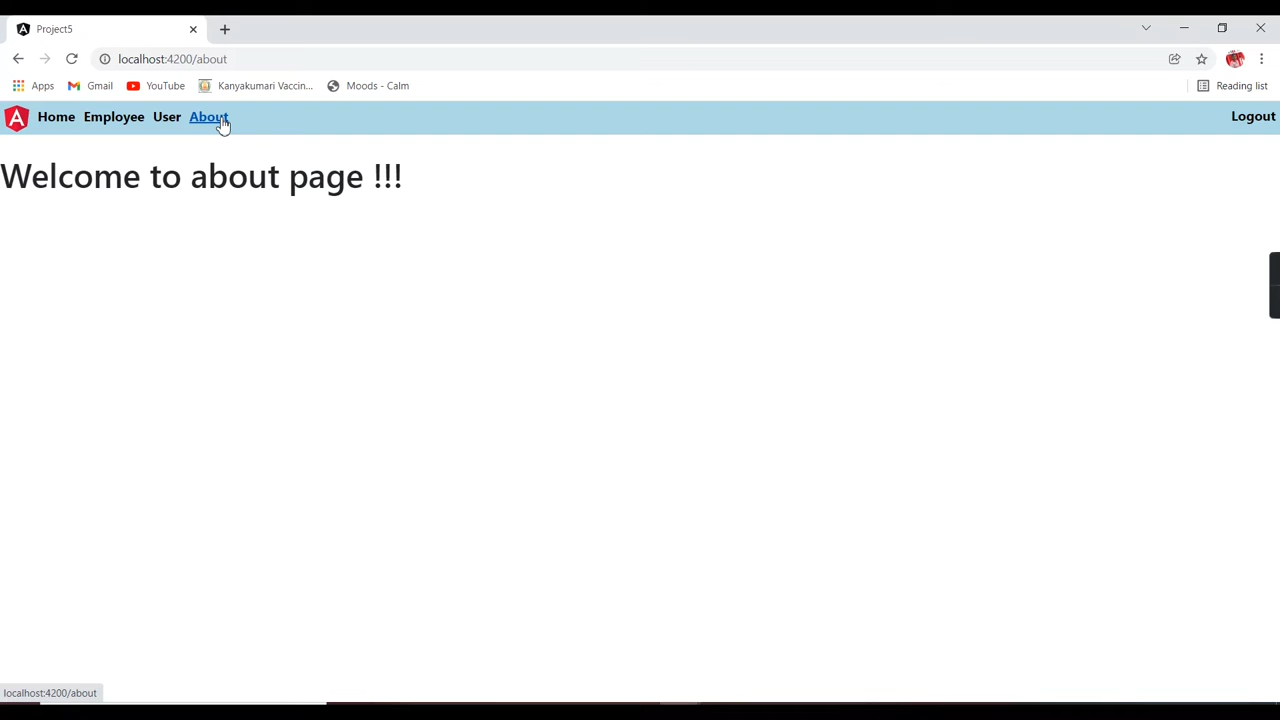 Project5
localhost:4200/about
Apps Gmail YouTube Kanyakumari Vaccin... Moods - Calm Reading list
Home Employee User About Logout
Welcome to about page !!!
localhost:4200/about